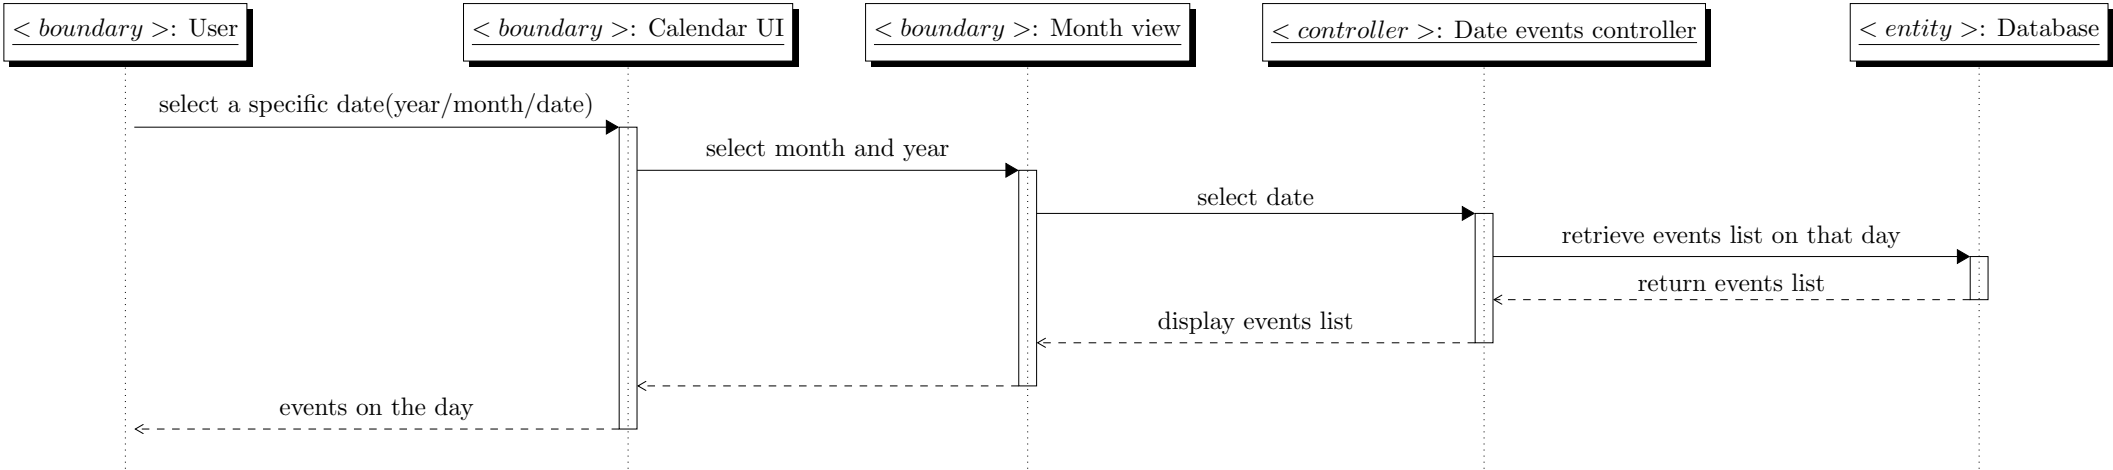 < boundary >: User
< boundary >: Calendar UI
< boundary >: Month view
< controller >: Date events controller
< entity >: Database
select a specific date(year/month/date)
select month and year
select date
retrieve events list on that day
return events list
display events list
events on the day